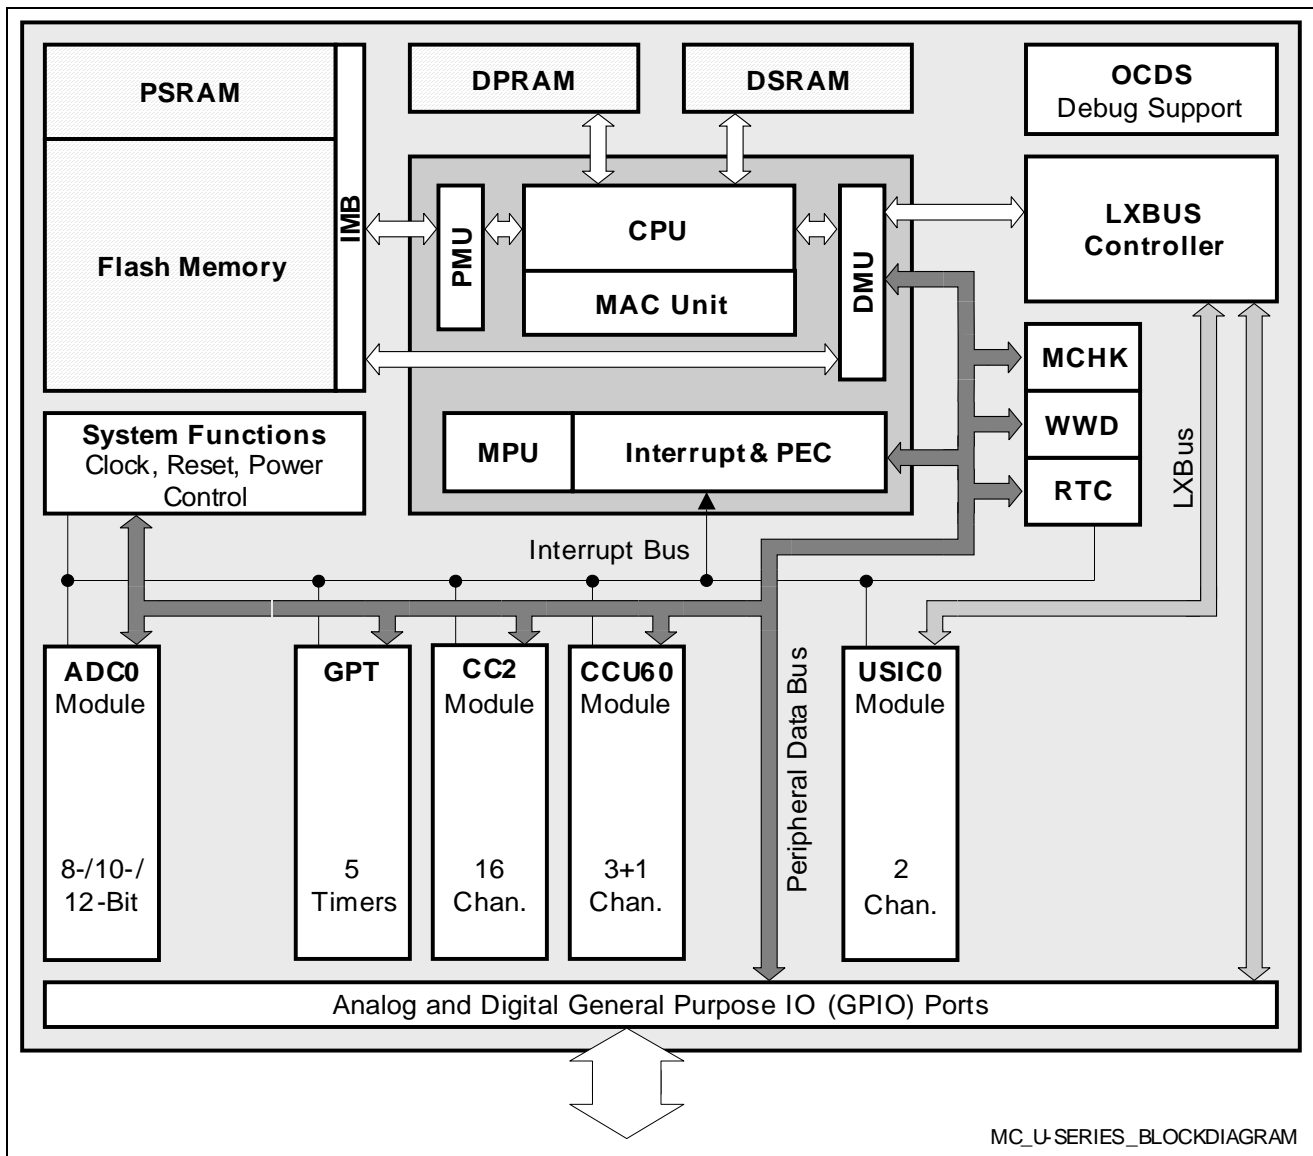 PSRAM
DPRAM
DSRAM
OCDS
Debug Support
IMB
Flash Memory
PMU
CPU
MAC Unit
DMU
LXBUS
Controller
MCHK
WWD
RTC
System Functions
Clock, Reset, Power
Control
MPU
Interrupt & PEC
LXBus
Interrupt Bus
ADC0
Module
8-/10-/
12-Bit
GPT
5
Timers
CC2
Module
16
Chan.
CCU60
Module
3+1
Chan.
Peripheral Data Bus
USIC0
Module
2
Chan.
Analog and Digital General Purpose IO (GPIO) Ports
MC_U-SERIES_BLOCKDIAGRAM